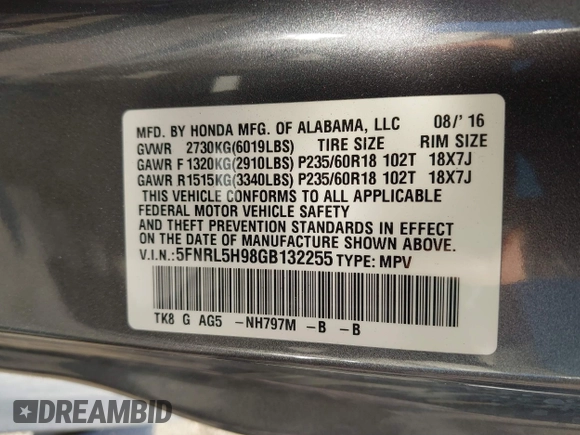 MFD. BY HONDA MFG. OF ALABAMA, LLC 08/'16
GVWR 2730KG(6019LBS) TIRE SIZE RIM SIZE
GAWR F 1320KG(2910LBS) P235/60R18 102T 18X7J
GAWR R1515KG(3340LBS) P235/60R18 102T 18X7J
THIS VEHICLE CONFORMS TO ALL APPLICABLE
FEDERAL MOTOR VEHICLE SAFETY
AND THEFT PREVENTION STANDARDS IN EFFECT
ON THE DATE OF MANUFACTURE SHOWN ABOVE.
V.I.N.:5FNRL5H98GB132255 TYPE: MPV
TK8 G AG5 -NH797M -B -B
DREAMBID